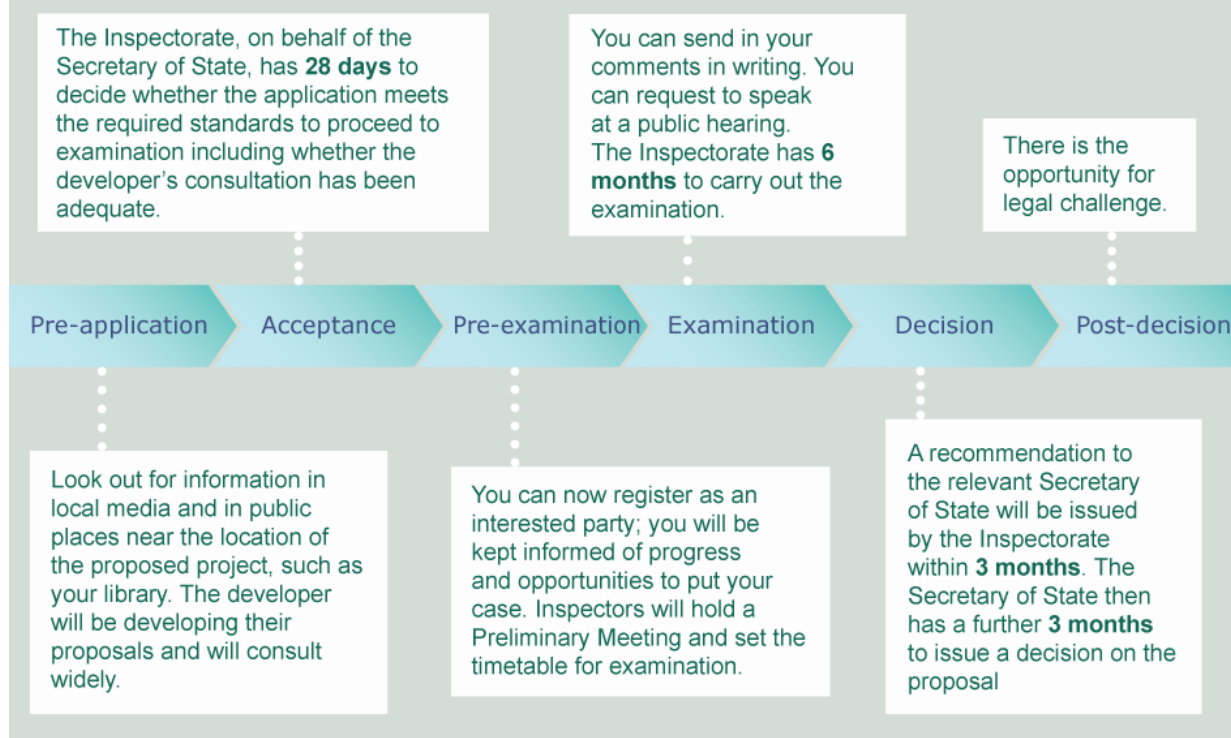 The Inspectorate, on behalf of the
Secretary of State, has 28 days to
decide whether the application meets
the required standards to proceed to
examination including whether the
developer's consultation has been
adequate.
You can send in your
comments in writing. You
can request to speak
at a public hearing.
The Inspectorate has 6
months to carry out the
examination.
There is the
opportunity for
legal challenge.
Pre-application
Acceptance
Pre-examination
Examination
Decision
Post-decision
Look out for information in
local media and in public
places near the location of
the proposed project, such as
your library. The developer
will be developing their
proposals and will consult
widely.
You can now register as an
interested party; you will be
kept informed of progress
and opportunities to put your
case. Inspectors will hold a
Preliminary Meeting and set the
timetable for examination.
A recommendation to
the relevant Secretary
of State will be issued
by the Inspectorate
within 3 months. The
Secretary of State then
has a further 3 months
to issue a decision on the
proposal